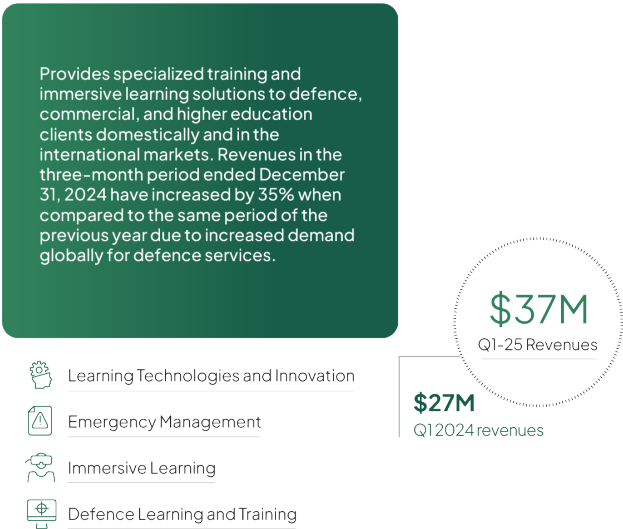 Provides specialized training and
immersive learning solutions to defence,
commercial, and higher education
clients domestically and in the
international markets. Revenues in the
three-month period ended December
31, 2024 have increased by 35% when
compared to the same period of the
previous year due to increased demand
globally for defence services.
$37M
Q1-25 Revenues
$27M
Q1 2024 revenues
Learning Technologies and Innovation
Emergency Management
Immersive Learning
Defence Learning and Training